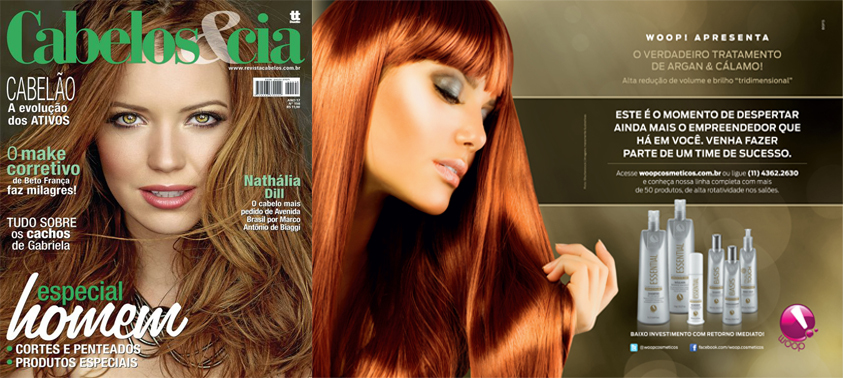 tt
Cabelos&cia
www.revistacabelos.com.br
CABELÃO
A evolução
dos ATIVOS
O make
corretivo
de Beto França
faz milagres!
TUDO SOBRE
os cachos
de Gabriela
Nathália
Dill
O cabelo mais
pedido de Avenida
Brasil por Marco
Antônio de Biaggi
especial
homem
• CORTES E PENTEADOS
• PRODUTOS ESPECIAIS
WOOP! APRESENTA
O VERDADEIRO TRATAMENTO
DE ARGAN & CÁLAMO!
Alta redução de volume e brilho “tridimensional”
ESTE É O MOMENTO DE DESPERTAR
AINDA MAIS O EMPREENDEDOR QUE
HÁ EM VOCÊ. VENHA FAZER
PARTE DE UM TIME DE SUCESSO.
Acesse woopcosmeticos.com.br ou ligue (11) 4362.2630
e conheça nossa linha completa com mais
de 50 produtos, de alta rotatividade nos salões.
ESSENTIAL
ESSENTIAL
BAIXO INVESTIMENTO COM RETORNO IMEDIATO!
@woopcosmeticos
facebook.com/woopcosmeticos
woop